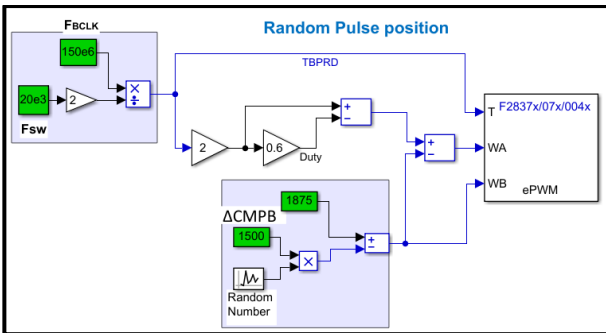 Random Pulse position
FBCLK
150e6
20e3
2
×
÷
Fsw
TBPRD
2
0.6
Duty
+
−
+
−
T
F2837x/07x/004x
WA
WB
ePWM
1875
ΔCMPB
1500
×
+
−
Random
Number